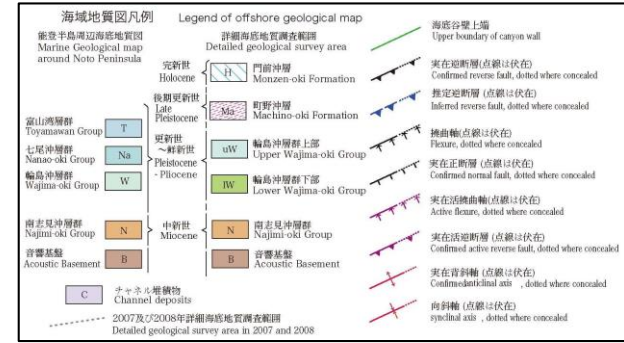 海域地質図凡例
Legend of offshore geological map
能登半島周辺海底地質図
Marine Geological map
around Noto Peninsula
詳細海底地質調査範囲
Detailed geological survey area
完新世
Holocene
H
門前沖層
Monzen-oki Formation
後期更新世
Late
Pleistocene
Ma
町野沖層
Machino-oki Formation
富山湾層群
Toyamawan Group
T
七尾沖層群
Nanao-oki Group
Na
輪島沖層群
Wajima-oki Group
W
更新世
〜鮮新世
Pleistocene-
Pliocene
uW
輪島沖層群上部
Upper Wajima-oki Group
lW
輪島沖層群下部
Lower Wajima-oki Group
南志見沖層群
Najimi-oki Group
N
中新世
Miocene
N
南志見沖層群
Najimi-oki Group
音響基盤
Acoustic Basement
B
B
音響基盤
Acoustic Basement
C
チャネル堆積物
Channel deposits
2007及び2008年詳細海底地質調査範囲
Detailed geological survey area in 2007 and 2008
海底谷壁上端
Upper boundary of canyon wall
実在逆断層 (点線は伏在)
Confirmed reverse fault, dotted where concealed
推定逆断層 (点線は伏在)
Inferred reverse fault, dotted where concealed
撓曲軸(点線は伏在)
Flexure, dotted where concealed
実在正断層 (点線は伏在)
Confirmed normal fault, dotted where concealed
実在活撓曲軸 (点線は伏在)
Active flexure, dotted where concealed
実在活逆断層 (点線は伏在)
Confirmed active reverse fault, dotted where concealed
実在背斜軸 (点線は伏在)
Confirmedanticlinal axis , dotted where concealed
向斜軸 (点線は伏在)
synclinal axis , dotted where concealed